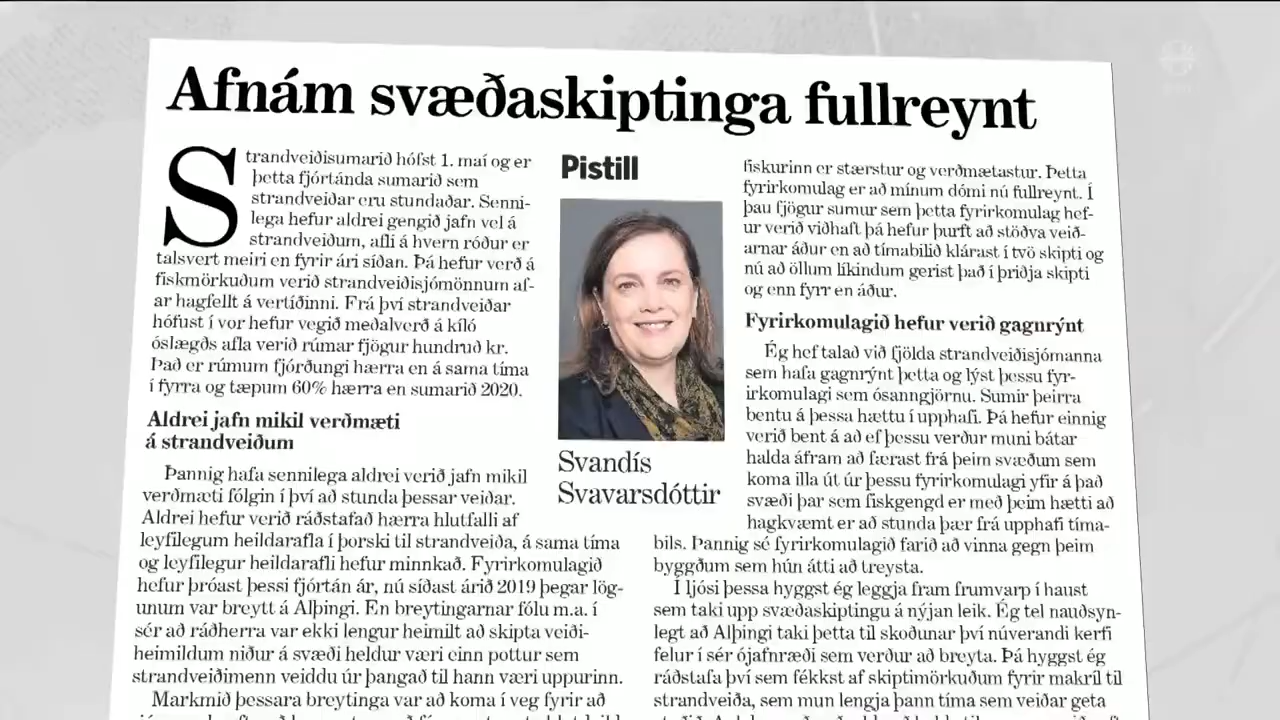 Afnám svæðaskiptinga fullreynt
Strandveiðisumarið hófst 1. maí og er
þetta fjórtánda sumarið sem
strandveiðar eru stundaðar. Senni-
lega hefur aldrei gengið jafn vel á
strandveiðum, afli á hvern róður er
talsvert meiri en fyrir ári síðan. Þá hefur verð á
fiskmörkuðum verið strandveiðisjómönnum af-
ar hagfellt á vertíðinni. Frá því strandveiðar
hófust í vor hefur vegið meðalverð á kíló
óslægðs afla verið rúmar fjögur hundruð kr.
Það er rúmum fjórðungi hærra en á sama tíma
í fyrra og tæpum 60% hærra en sumarið 2020.
Aldrei jafn mikil verðmæti
á strandveiðum
Þannig hafa sennilega aldrei verið jafn mikil
verðmæti fólgin í því að stunda þessar veiðar.
Aldrei hefur verið ráðstafað hærra hlutfalli af
leyfilegum heildarafla í þorski til strandveiða, á sama tíma
og leyfilegur heildarafli hefur minnkað. Fyrirkomulagið
hefur þróast þessi fjórtán ár, nú síðast árið 2019 þegar lög-
unum var breytt á Alþingi. En breytingarnar fólu m.a. í
sér að ráðherra var ekki lengur heimilt að skipta veiði-
heimildum niður á svæði heldur væri einn pottur sem
strandveiðimenn veiddu úr þangað til hann væri uppurinn.
Markmið þessara breytinga var að koma í veg fyrir að
Pistill
Svandís
Svavarsdóttir
fiskurinn er stærstur og verðmætastur. Þetta
fyrirkomulag er að mínum dómi nú fullreynt. Í
þau fjögur sumur sem þetta fyrirkomulag hef-
ur verið viðhaft þá hefur þurft að stöðva veið-
arnar áður en að tímabilið klárast í tvö skipti og
nú að öllum líkindum gerist það í þriðja skipti
og enn fyrr en áður.
Fyrirkomulagið hefur verið gagnrýnt
Ég hef talað við fjölda strandveiðisjómanna
sem hafa gagnrýnt þetta og lýst þessu fyr-
irkomulagi sem ósanngjörnu. Sumir þeirra
bentu á þessa hættu í upphafi. Þá hefur einnig
verið bent á að ef þessu verður muni bátar
halda áfram að færast frá þeim svæðum sem
koma illa út úr þessu fyrirkomulagi yfir á það
svæði þar sem fiskgengd er með þeim hætti að
hagkvæmt er að stunda þær frá upphafi tíma-
bils. Þannig sé fyrirkomulagið farið að vinna gegn þeim
byggðum sem hún átti að treysta.
Í ljósi þessa hyggst ég leggja fram frumvarp í haust
sem taki upp svæðaskiptingu á nýjan leik. Ég tel nauðsyn-
legt að Alþingi taki þetta til skoðunar því núverandi kerfi
felur í sér ójafnræði sem verður að breyta. Þá hyggst ég
ráðstafa því sem fékkst af skiptimörkuðum fyrir makríl til
strandveiða, sem mun lengja þann tíma sem veiðar geta